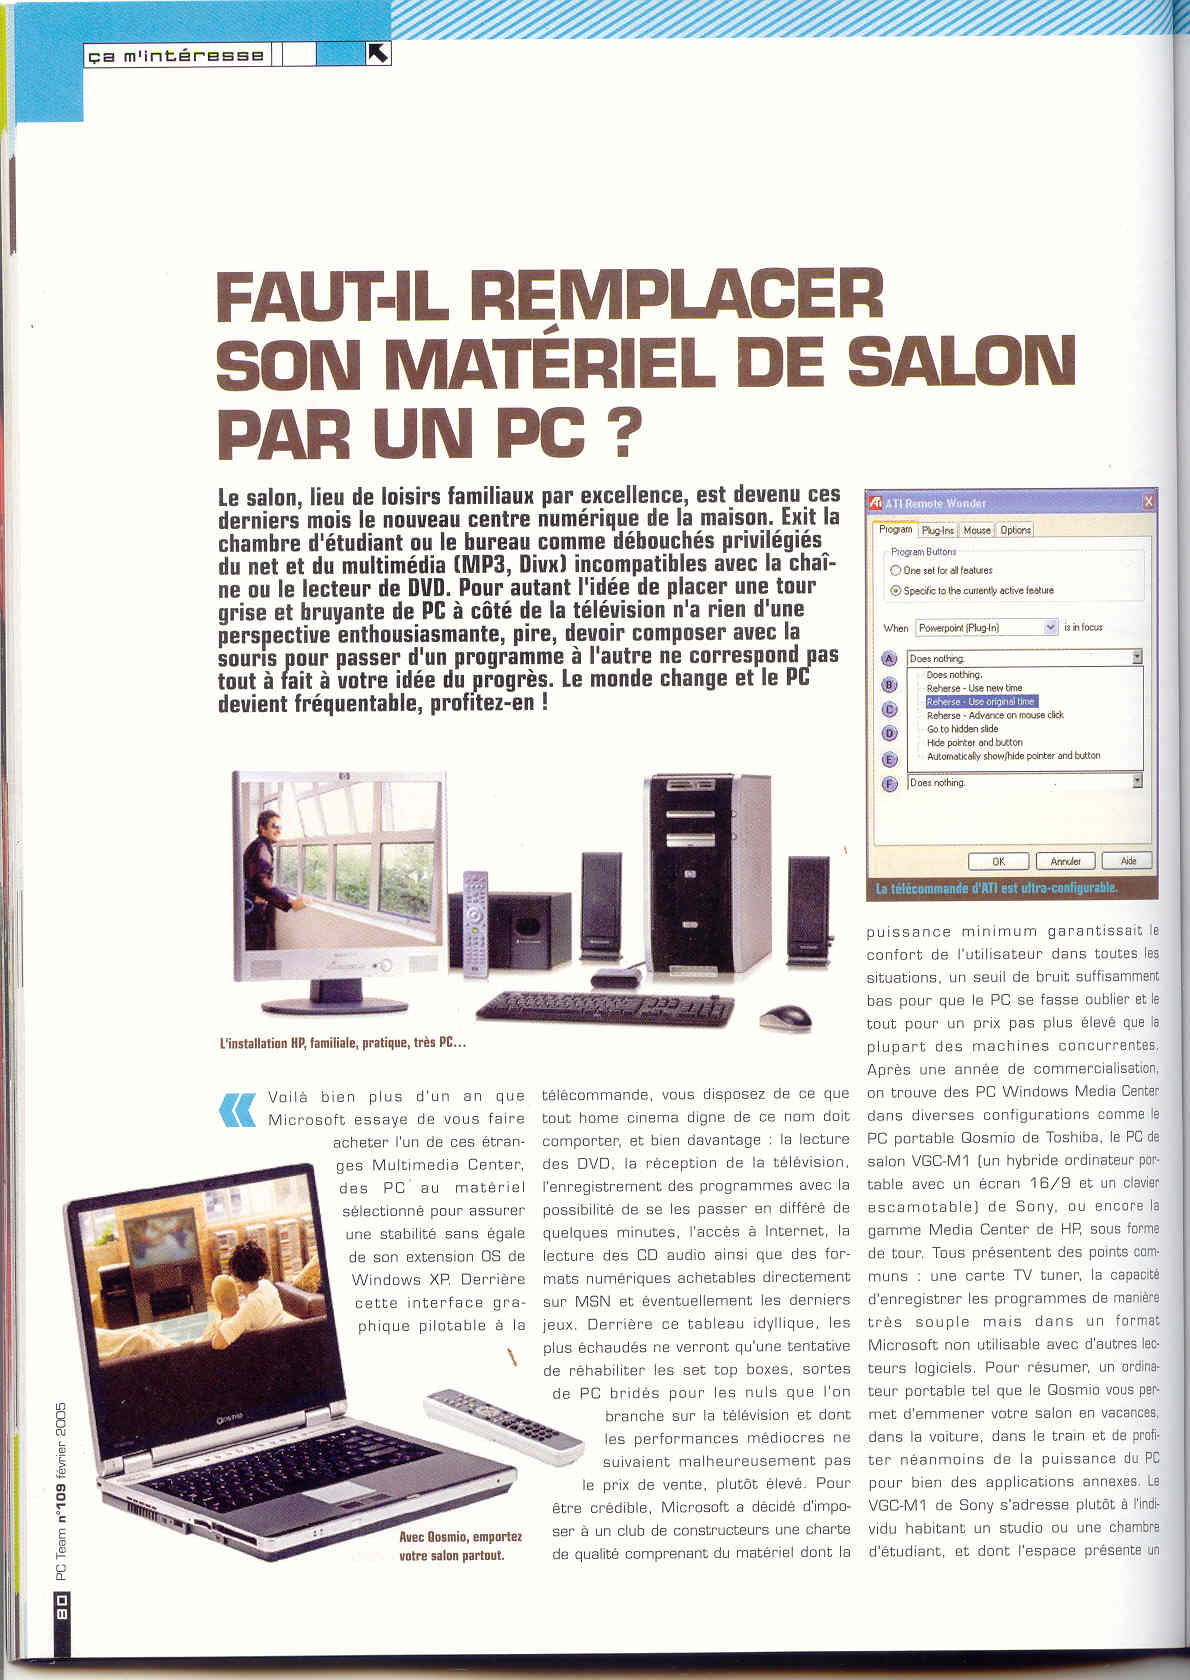 ça m'intéresse
FAUT-IL REMPLACER
SON MATÉRIEL DE SALON
PAR UN PC ?
Le salon, lieu de loisirs familiaux par excellence, est devenu ces
derniers mois le nouveau centre numérique de la maison. Exit la
chambre d'étudiant ou le bureau comme débouchés privilégiés
du net et du multimédia (MP3, Divx) incompatibles avec la chaî-
ne ou le lecteur de DVD. Pour autant l'idée de placer une tour
grise et bruyante de PC à côté de la télévision n'a rien d'une
perspective enthousiasmante, pire, devoir composer avec la
souris pour passer d'un programme à l'autre ne correspond pas
tout à fait à votre idée du progrès. Le monde change et le PC
devient fréquentable, profitez-en !
ATI Remote Wonder
Program Plug-Ins Mouse Options
Program Buttons
One set for all features
Specific to the currently active feature
When Powerpoint (Plug-In) is in focus
A Does nothing.
Does nothing.
B Reherse - Use new time
Reherse - Use original time
C Reherse - Advance on mouse click
D Go to hidden slide
Hide pointer and button
E Automatically show/hide pointer and button
F Does nothing.
OK Annuler Aide
La télécommande d'ATI est ultra-configurable.
hp
L'installation HP, familiale, pratique, très PC...
Voilà bien plus d'un an que
Microsoft essaye de vous faire
acheter l'un de ces étran-
ges Multimedia Center,
des PC au matériel
sélectionné pour assurer
une stabilité sans égale
de son extension OS de
Windows XP. Derrière
cette interface gra-
phique pilotable à la
Qosmio
Avec Qosmio, emportez
votre salon partout.
télécommande, vous disposez de ce que
tout home cinema digne de ce nom doit
comporter, et bien davantage : la lecture
des DVD, la réception de la télévision,
l'enregistrement des programmes avec la
possibilité de se les passer en différé de
quelques minutes, l'accès à Internet, la
lecture des CD audio ainsi que des for-
mats numériques achetables directement
sur MSN et éventuellement les derniers
jeux. Derrière ce tableau idyllique, les
plus échaudés ne verront qu'une tentative
de réhabiliter les set top boxes, sortes
de PC bridés pour les nuls que l'on
branche sur la télévision et dont
les performances médiocres ne
suivaient malheureusement pas
le prix de vente, plutôt élevé. Pour
être crédible, Microsoft a décidé d'impo-
ser à un club de constructeurs une charte
de qualité comprenant du matériel dont la
puissance minimum garantissait le
confort de l'utilisateur dans toutes les
situations, un seuil de bruit suffisamment
bas pour que le PC se fasse oublier et le
tout pour un prix pas plus élevé que la
plupart des machines concurrentes.
Après une année de commercialisation,
on trouve des PC Windows Media Center
dans diverses configurations comme le
PC portable Qosmio de Toshiba, le PC de
salon VGC-M1 (un hybride ordinateur por-
table avec un écran 16/9 et un clavier
escamotable) de Sony, ou encore la
gamme Media Center de HP, sous forme
de tour. Tous présentent des points com-
muns : une carte TV tuner, la capacité
d'enregistrer les programmes de manière
très souple mais dans un format
Microsoft non utilisable avec d'autres lec-
teurs logiciels. Pour résumer, un ordina-
teur portable tel que le Qosmio vous per-
met d'emmener votre salon en vacances,
dans la voiture, dans le train et de profi-
ter néanmoins de la puissance du PC
pour bien des applications annexes. Le
VGC-M1 de Sony s'adresse plutôt à l'indi-
vidu habitant un studio ou une chambre
d'étudiant, et dont l'espace présente un
80 PC Team n°109 février 2005